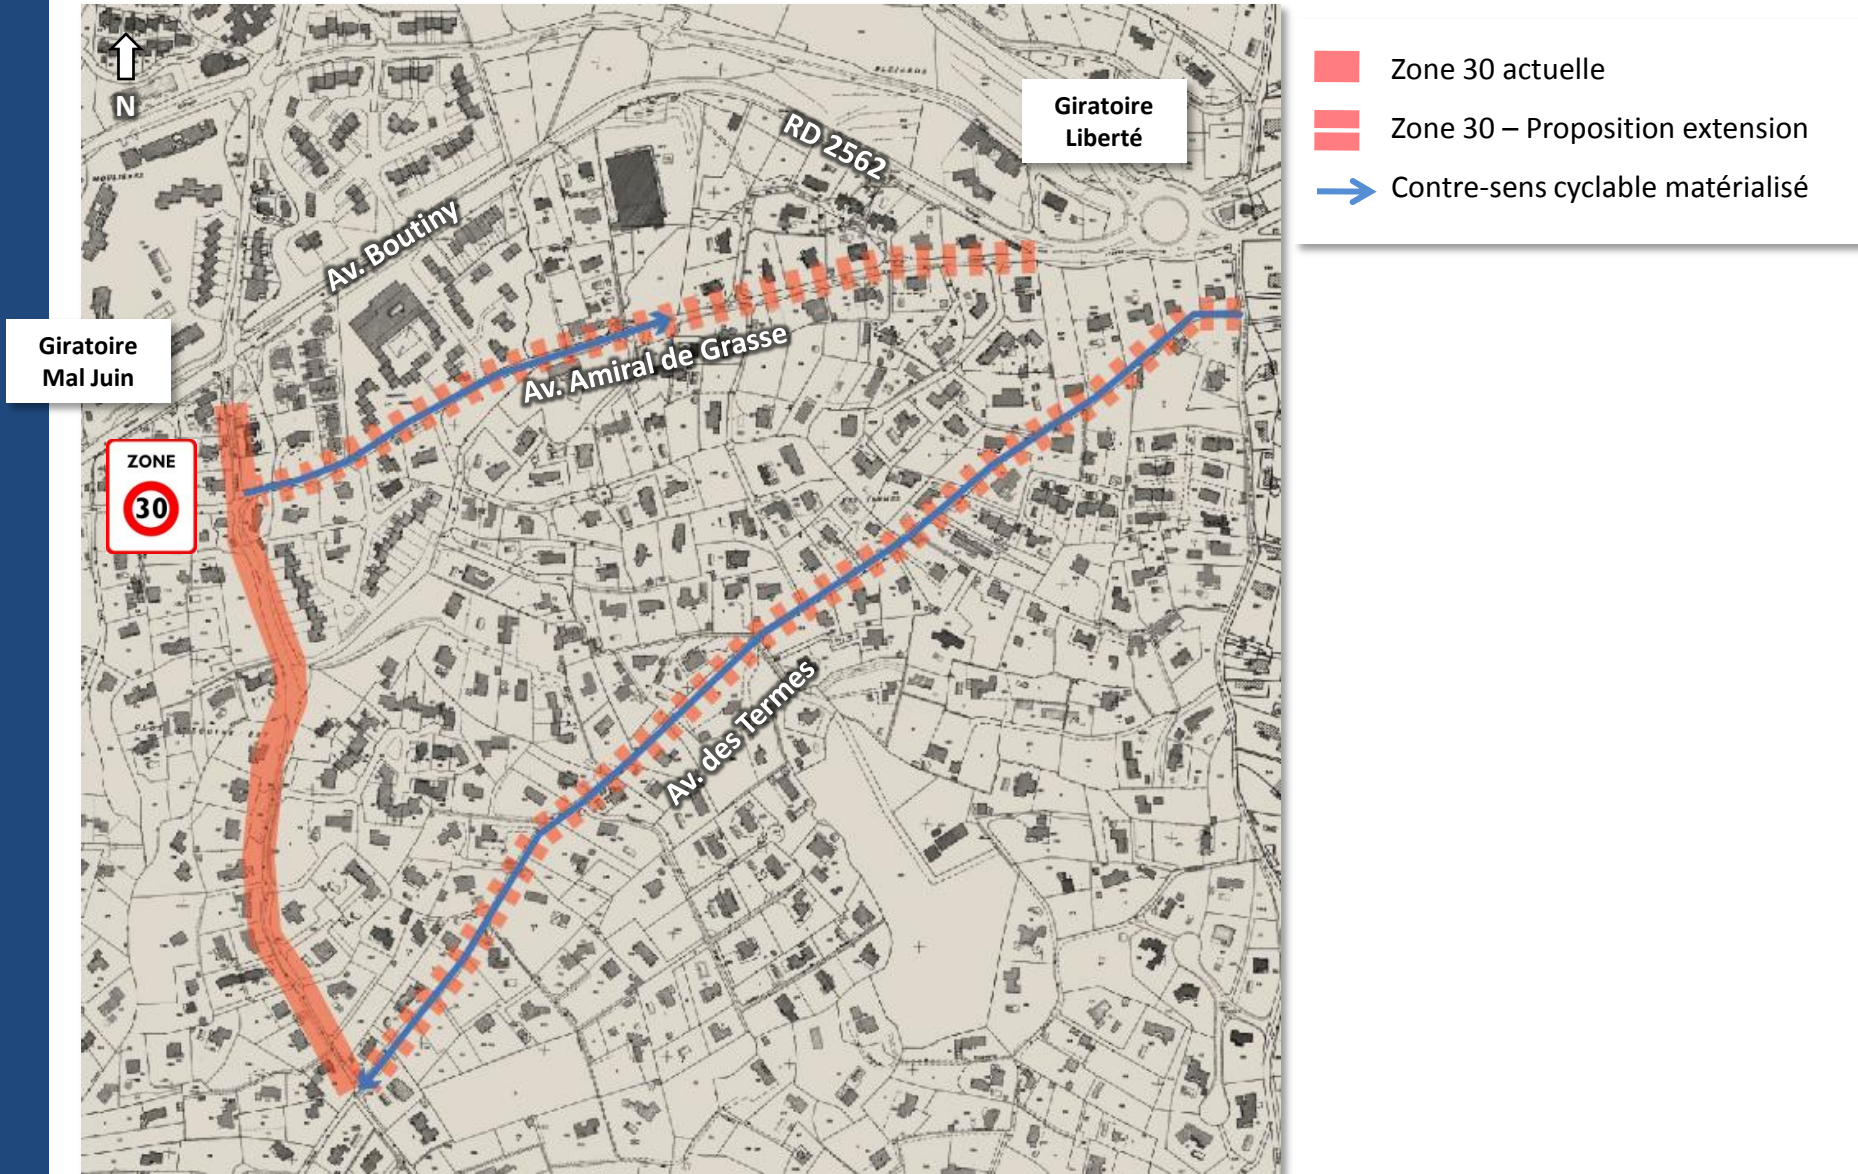 N
Giratoire
Liberté
RD 2562
Av. Boutiny
Giratoire
Mal Juin
Av. Amiral de Grasse
ZONE
30
Av. des Termes
Zone 30 actuelle
Zone 30 – Proposition extension
Contre-sens cyclable matérialisé